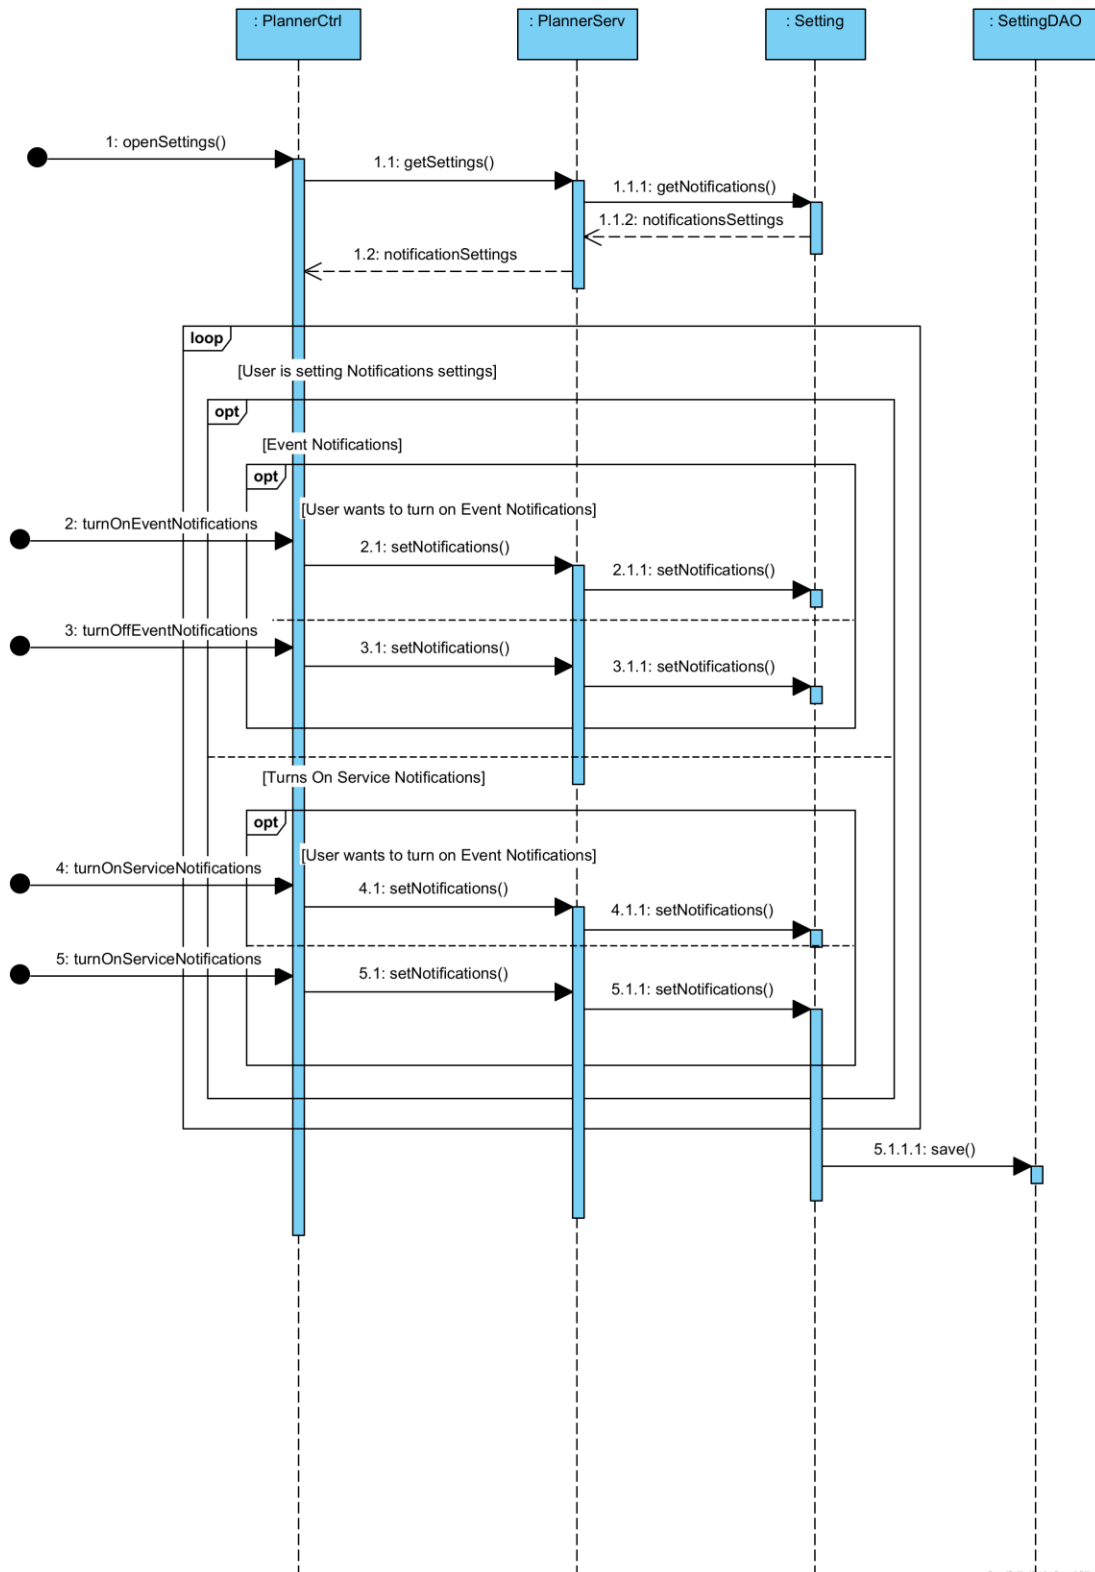 : PlannerCtrl
: PlannerServ
: Setting
: SettingDAO
1: openSettings()
1.1: getSettings()
1.1.1: getNotifications()
1.1.2: notificationsSettings
1.2: notificationSettings
loop
[User is setting Notifications settings]
opt
[Event Notifications]
opt
[User wants to turn on Event Notifications]
2: turnOnEventNotifications
2.1: setNotifications()
2.1.1: setNotifications()
3: turnOffEventNotifications
3.1: setNotifications()
3.1.1: setNotifications()
[Turns On Service Notifications]
opt
[User wants to turn on Event Notifications]
4: turnOnServiceNotifications
4.1: setNotifications()
4.1.1: setNotifications()
5: turnOnServiceNotifications
5.1: setNotifications()
5.1.1: setNotifications()
5.1.1.1: save()